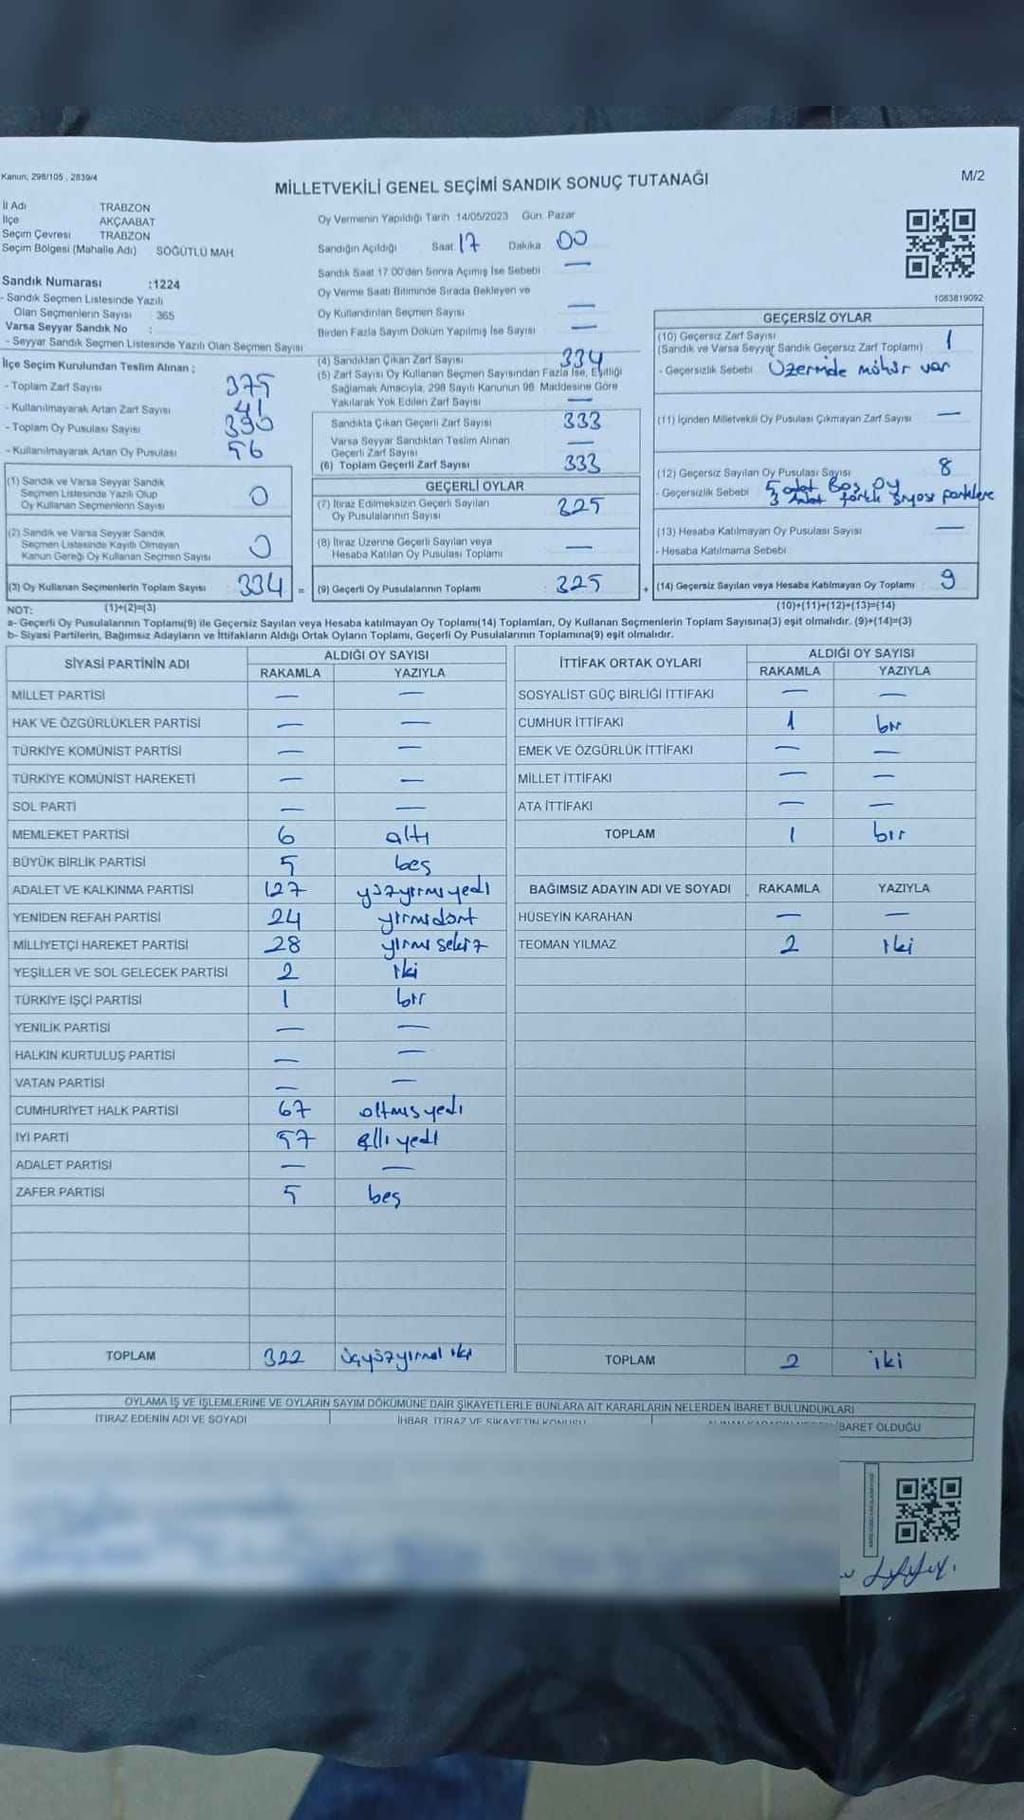 Kanun; 298/105 , 2839/4
MİLLETVEKİLİ GENEL SEÇİMİ SANDIK SONUÇ TUTANAĞI
M/2
İl Adı TRABZON
İlçe AKÇAABAT
Seçim Çevresi TRABZON
Seçim Bölgesi (Mahalle Adı) SÖĞÜTLÜ MAH
Sandık Numarası :1224
- Sandık Seçmen Listesinde Yazılı
Olan Seçmenlerin Sayısı 365
Varsa Seyyar Sandık No :
- Seyyar Sandık Seçmen Listesinde Yazılı Olan Seçmen Sayısı
Oy Vermenin Yapıldığı Tarih 14/05/2023 Gün Pazar
Sandığın Açıldığı Saat 17 Dakika 00
Sandık Saat 17 00'den Sonra Açılmış İse Sebebi —
Oy Verme Saati Bitiminde Sırada Bekleyen ve
Oy Kullandırılan Seçmen Sayısı —
Birden Fazla Sayım Döküm Yapılmış İse Sayısı —
1083819092
İlçe Seçim Kurulundan Teslim Alınan ;
- Toplam Zarf Sayısı 375
- Kullanılmayarak Artan Zarf Sayısı 41
- Toplam Oy Pusulası Sayısı 390
- Kullanılmayarak Artan Oy Pusulası 56
(1) Sandık ve Varsa Seyyar Sandık
Seçmen Listesinde Yazılı Olup
Oy Kullanan Seçmenlerin Sayısı 0
(2) Sandık ve Varsa Seyyar Sandık
Seçmen Listesinde Kayıtlı Olmayan
Kanun Gereği Oy Kullanan Seçmen Sayısı 0
(3) Oy Kullanan Seçmenlerin Toplam Sayısı 334 =
(4) Sandıktan Çıkan Zarf Sayısı 334
(5) Zarf Sayısı Oy Kullanan Seçmen Sayısından Fazla İse, Eşitliği
Sağlamak Amacıyla, 298 Sayılı Kanunun 98. Maddesine Göre
Yakılarak Yok Edilen Zarf Sayısı —
Sandıkta Çıkan Geçerli Zarf Sayısı 333
Varsa Seyyar Sandıktan Teslim Alınan
Geçerli Zarf Sayısı —
(6) Toplam Geçerli Zarf Sayısı 333
GEÇERLİ OYLAR
(7) İtiraz Edilmeksizin Geçerli Sayılan
Oy Pusulalarının Sayısı 325
(8) İtiraz Üzerine Geçerli Sayılan veya
Hesaba Katılan Oy Pusulası Toplamı —
(9) Geçerli Oy Pusulalarının Toplamı 325 +
GEÇERSİZ OYLAR
(10) Geçersiz Zarf Sayısı 1
(Sandık ve Varsa Seyyar Sandık Geçersiz Zarf Toplamı)
- Geçersizlik Sebebi Üzerinde mühür var
(11) İçinden Milletvekili Oy Pusulası Çıkmayan Zarf Sayısı —
(12) Geçersiz Sayılan Oy Pusulası Sayısı 8
- Geçersizlik Sebebi 5 adet Boş Oy
3 adet farklı siyasi partilere
(13) Hesaba Katılmayan Oy Pusulası Sayısı —
- Hesaba Katılmama Sebebi
(14) Geçersiz Sayılan veya Hesaba Katılmayan Oy Toplamı 9
NOT: (1)+(2)=(3)
(10)+(11)+(12)+(13)=(14)
a- Geçerli Oy Pusulalarının Toplamı(9) ile Geçersiz Sayılan veya Hesaba katılmayan Oy Toplamı(14) Toplamları, Oy Kullanan Seçmenlerin Toplam Sayısına(3) eşit olmalıdır. (9)+(14)=(3)
b- Siyasi Partilerin, Bağımsız Adayların ve İttifakların Aldığı Ortak Oyların Toplamı, Geçerli Oy Pusulalarının Toplamına(9) eşit olmalıdır.
SİYASİ PARTİNİN ADI ALDIĞI OY SAYISI
RAKAMLA YAZIYLA
MİLLET PARTİSİ — —
HAK VE ÖZGÜRLÜKLER PARTİSİ — —
TÜRKİYE KOMÜNİST PARTİSİ — —
TÜRKİYE KOMÜNİST HAREKETİ — —
SOL PARTİ — —
MEMLEKET PARTİSİ 6 altı
BÜYÜK BİRLİK PARTİSİ 5 beş
ADALET VE KALKINMA PARTİSİ 127 yüzyirmiyedi
YENİDEN REFAH PARTİSİ 24 yirmidört
MİLLİYETÇİ HAREKET PARTİSİ 28 yirmi sekiz
YEŞİLLER VE SOL GELECEK PARTİSİ 2 iki
TÜRKİYE İŞÇİ PARTİSİ 1 bir
YENİLİK PARTİSİ — —
HALKIN KURTULUŞ PARTİSİ — —
VATAN PARTİSİ — —
CUMHURİYET HALK PARTİSİ 67 altmışyedi
İYİ PARTİ 57 elli yedi
ADALET PARTİSİ — —
ZAFER PARTİSİ 5 beş
TOPLAM 322 üçyüzyirmi iki
İTTİFAK ORTAK OYLARI ALDIĞI OY SAYISI
RAKAMLA YAZIYLA
SOSYALİST GÜÇ BİRLİĞİ İTTİFAKI — —
CUMHUR İTTİFAKI 1 bir
EMEK VE ÖZGÜRLÜK İTTİFAKI — —
MİLLET İTTİFAKI — —
ATA İTTİFAKI — —
TOPLAM 1 bir
BAĞIMSIZ ADAYIN ADI VE SOYADI RAKAMLA YAZIYLA
HÜSEYİN KARAHAN — —
TEOMAN YILMAZ 2 iki
TOPLAM 2 iki
OYLAMA İŞ VE İŞLEMLERİNE VE OYLARIN SAYIM DÖKÜMÜNE DAİR ŞİKAYETLERLE BUNLARA AİT KARARLARIN NELERDEN İBARET BULUNDUKLARI
İTİRAZ EDENİN ADI VE SOYADI
İHBAR, İTİRAZ VE ŞİKAYETİN KONUSU
İBARET OLDUĞU